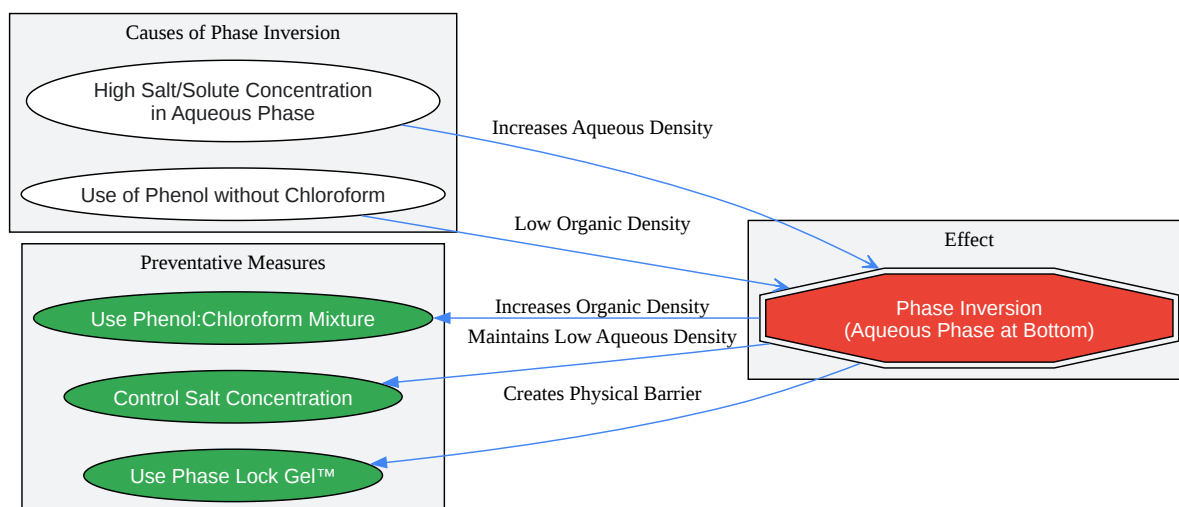 Causes of Phase Inversion
High Salt/Solute Concentration
in Aqueous Phase
Use of Phenol without Chloroform
Increases Aqueous Density
Low Organic Density
Effect
Phase Inversion
(Aqueous Phase at Bottom)
Preventative Measures
Use Phenol:Chloroform Mixture
Control Salt Concentration
Use Phase Lock Gel™
Increases Organic Density
Maintains Low Aqueous Density
Creates Physical Barrier